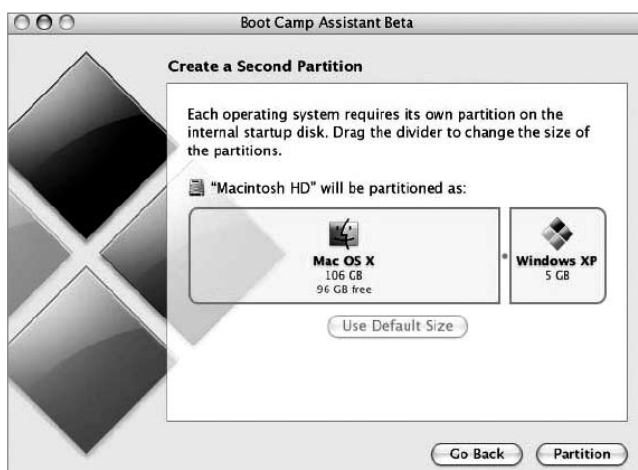 Boot Camp Assistant Beta
Create a Second Partition
Each operating system requires its own partition on the
internal startup disk. Drag the divider to change the size of
the partitions.
"Macintosh HD" will be partitioned as:
Mac OS X
106 GB
96 GB free
Windows XP
5 GB
Use Default Size
Go Back
Partition